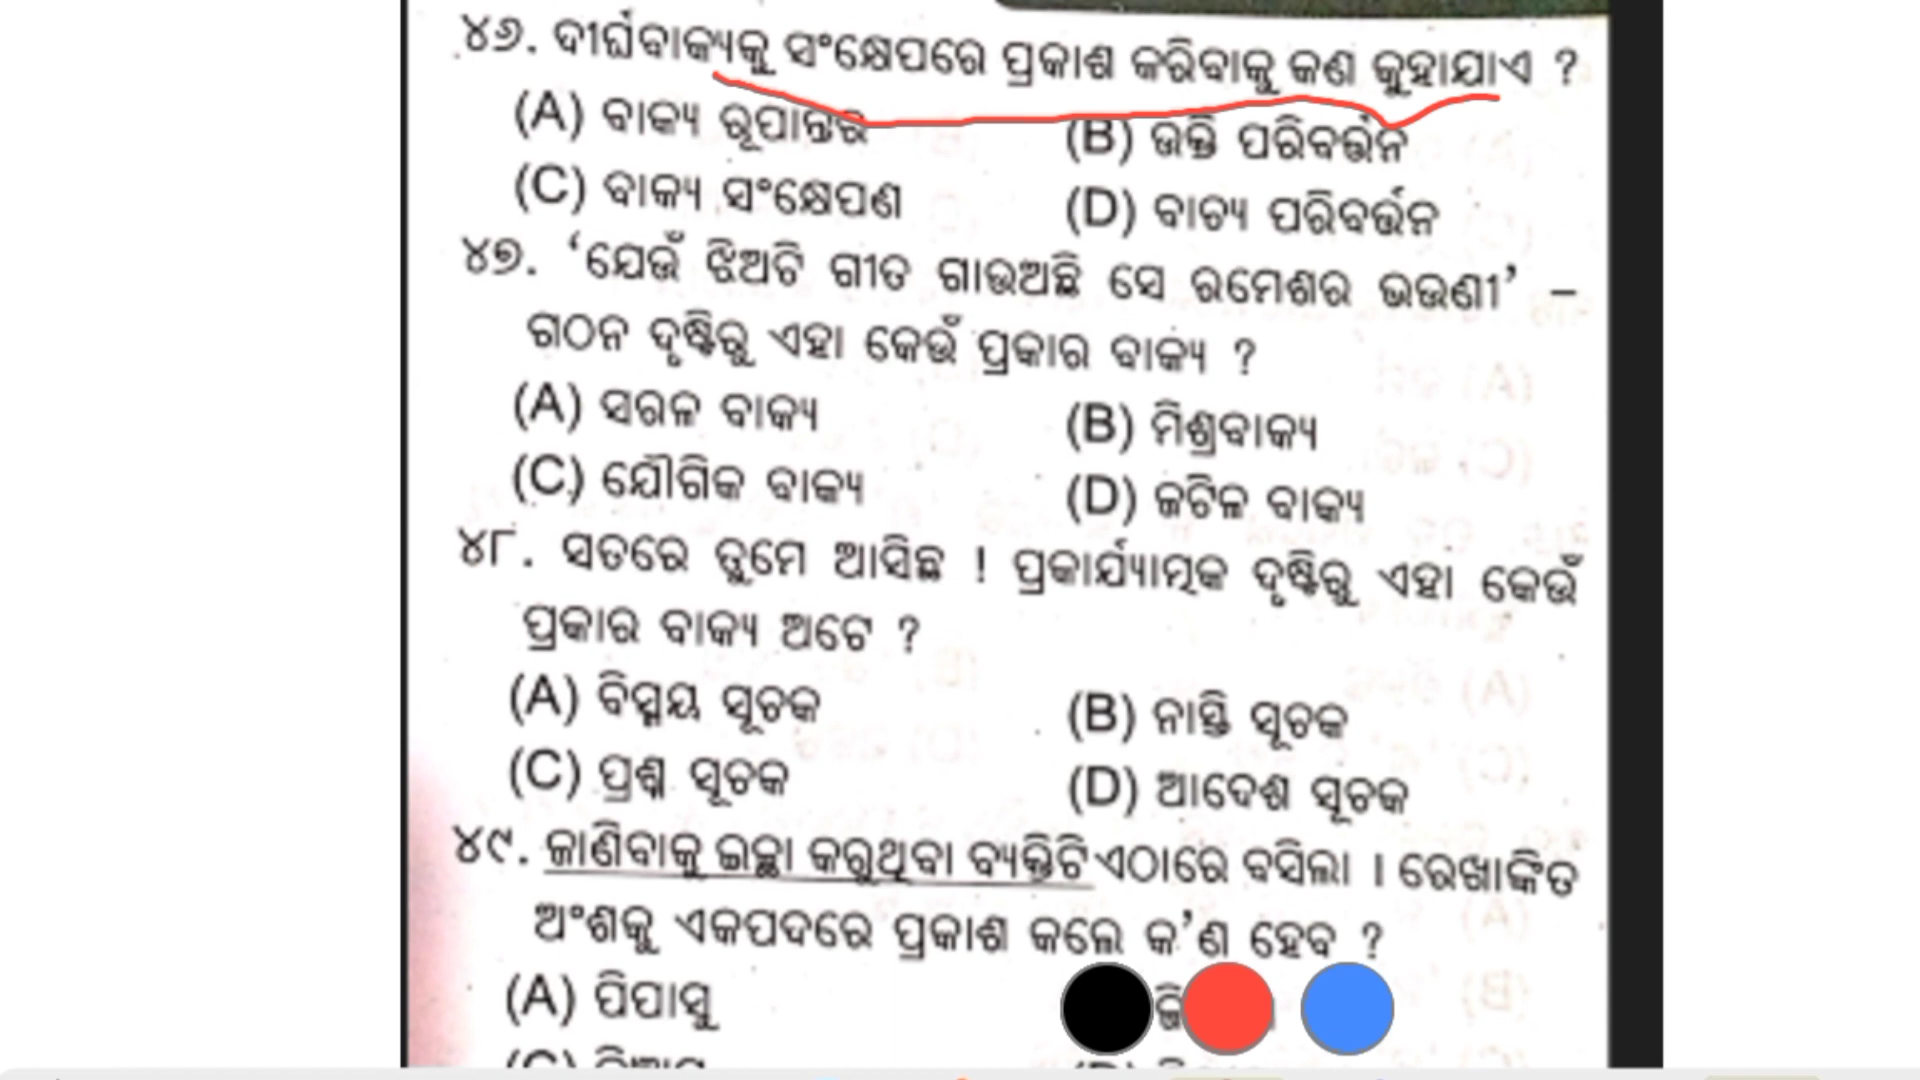 ୪୬. ଦୀର୍ଘବାକ୍ୟକୁ ସଂକ୍ଷେପରେ ପ୍ରକାଶ କରିବାକୁ କଣ କୁହାଯାଏ ?
(A) ବାକ୍ୟ ରୂପାନ୍ତର (B) ଉକ୍ତି ପରିବର୍ତ୍ତନ
(C) ବାକ୍ୟ ସଂକ୍ଷେପଣ (D) ବାଚ୍ୟ ପରିବର୍ତ୍ତନ
୪୭. ‘ଯେଉଁ ଝିଅଟି ଗୀତ ଗାଉଅଛି ସେ ରମେଶର ଭଉଣୀ’ –
ଗଠନ ଦୃଷ୍ଟିରୁ ଏହା କେଉଁ ପ୍ରକାର ବାକ୍ୟ ?
(A) ସରଳ ବାକ୍ୟ (B) ମିଶ୍ରବାକ୍ୟ
(C) ଯୌଗିକ ବାକ୍ୟ (D) ଜଟିଳ ବାକ୍ୟ
୪୮. ସତରେ ତୁମେ ଆସିଛ ! ପ୍ରକାର୍ଯ୍ୟାତ୍ମକ ଦୃଷ୍ଟିରୁ ଏହା କେଉଁ
ପ୍ରକାର ବାକ୍ୟ ଅଟେ ?
(A) ବିସ୍ମୟ ସୂଚକ (B) ନାସ୍ତି ସୂଚକ
(C) ପ୍ରଶ୍ନ ସୂଚକ (D) ଆଦେଶ ସୂଚକ
୪୯. ଜାଣିବାକୁ ଇଚ୍ଛା କରୁଥିବା ବ୍ୟକ୍ତିଟି ଏଠାରେ ବସିଲା । ରେଖାଙ୍କିତ
ଅଂଶକୁ ଏକପଦରେ ପ୍ରକାଶ କଲେ କ’ଣ ହେବ ?
(A) ପିପାସୁ